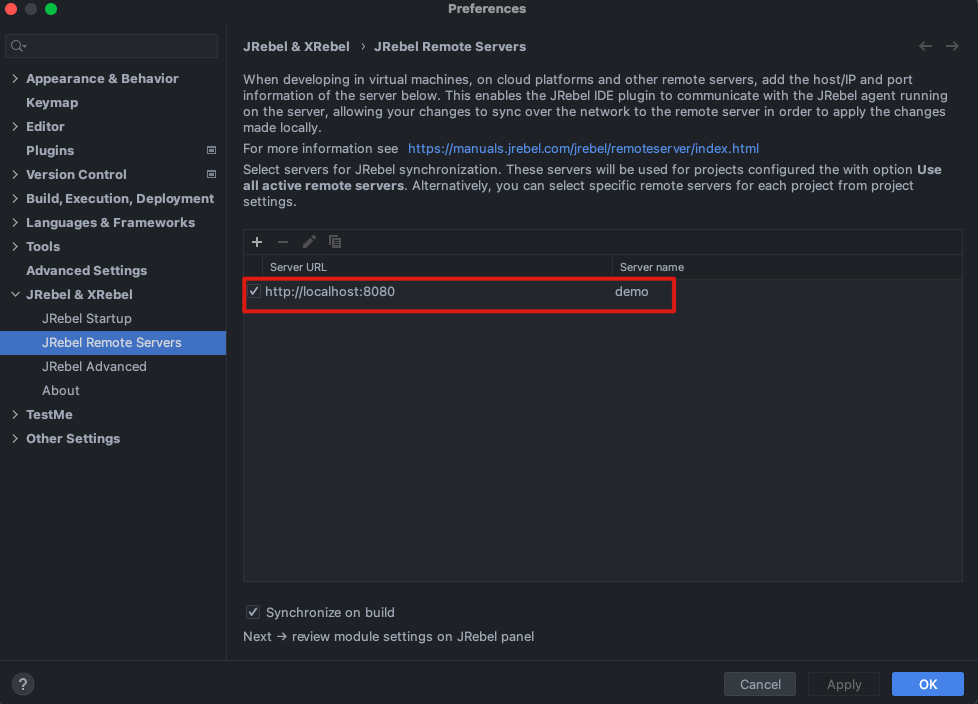 Preferences
JRebel & XRebel › JRebel Remote Servers
Appearance & Behavior
Keymap
Editor
Plugins
Version Control
Build, Execution, Deployment
Languages & Frameworks
Tools
Advanced Settings
JRebel & XRebel
JRebel Startup
JRebel Remote Servers
JRebel Advanced
About
TestMe
Other Settings
When developing in virtual machines, on cloud platforms and other remote servers, add the host/IP and port
information of the server below. This enables the JRebel IDE plugin to communicate with the JRebel agent running
on the server, allowing your changes to sync over the network to the remote server in order to apply the changes
made locally.
For more information see https://manuals.jrebel.com/jrebel/remoteserver/index.html
Select servers for JRebel synchronization. These servers will be used for projects configured the with option Use
all active remote servers. Alternatively, you can select specific remote servers for each project from project
settings.
Server URL Server name
http://localhost:8080 demo
Synchronize on build
Next → review module settings on JRebel panel
? Cancel Apply OK